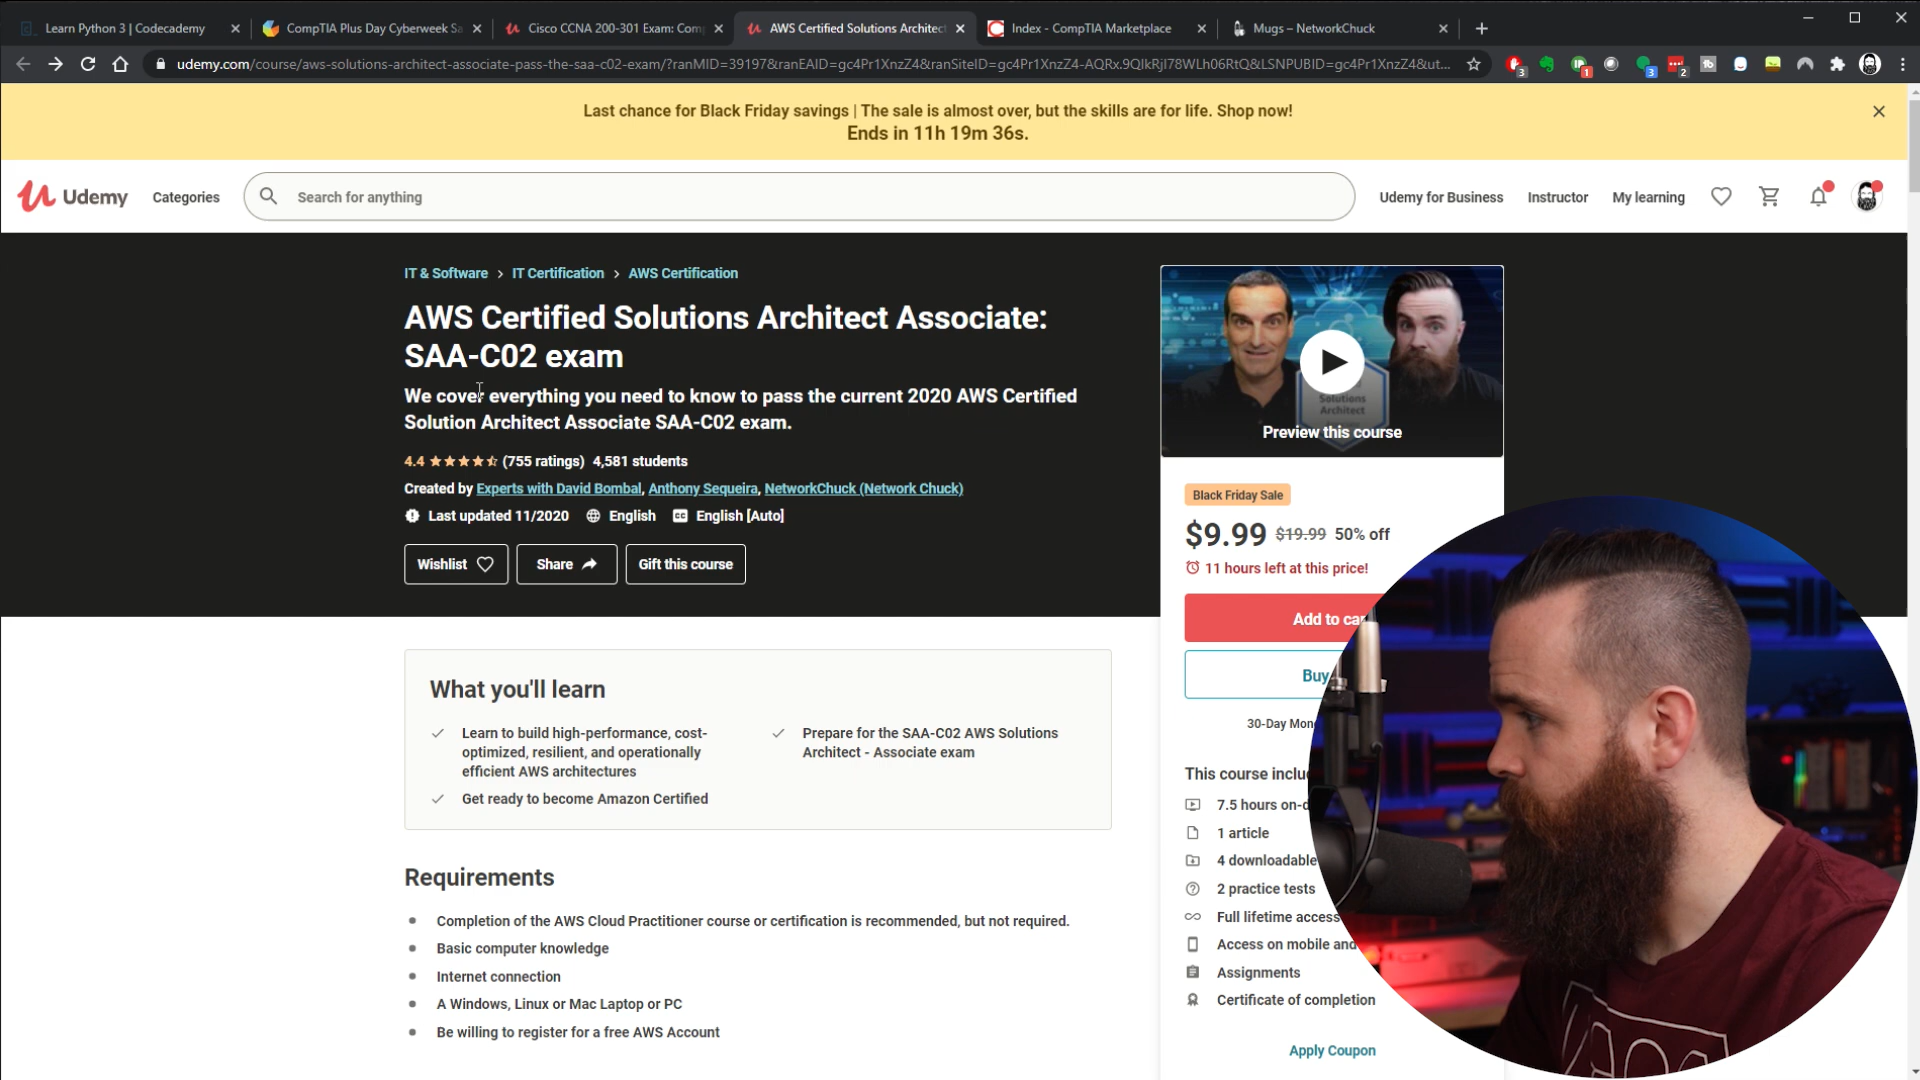 Learn Python 3 | Codecademy
CompTIA Plus Day Cyberweek Sa
Cisco CCNA 200-301 Exam: Com
AWS Certified Solutions Architect
Index - CompTIA Marketplace
Mugs – NetworkChuck
udemy.com/course/aws-solutions-architect-associate-pass-the-saa-c02-exam/?ranMID=39197&ranEAID=gc4Pr1XnzZ4&ranSiteID=gc4Pr1XnzZ4-AQRx.9QlkRjI78WLh06RtQ&LSNPUBID=gc4Pr1XnzZ4&ut...
3
1
3
2
Last chance for Black Friday savings | The sale is almost over, but the skills are for life. Shop now!
Ends in 11h 19m 36s.
Udemy
Categories
Search for anything
Udemy for Business
Instructor
My learning
IT & Software > IT Certification > AWS Certification
AWS Certified Solutions Architect Associate:
SAA-C02 exam
We cover everything you need to know to pass the current 2020 AWS Certified
Solution Architect Associate SAA-C02 exam.
4.4 (755 ratings) 4,581 students
Created by Experts with David Bombal, Anthony Sequeira, NetworkChuck (Network Chuck)
Last updated 11/2020 English English [Auto]
Wishlist
Share
Gift this course
Solutions
Architect
Preview this course
Black Friday Sale
$9.99 $19.99 50% off
11 hours left at this price!
Add to car
Buy
30-Day Mon
This course inclu
7.5 hours on-d
1 article
4 downloadable
2 practice tests
Full lifetime access
Access on mobile and
Assignments
Certificate of completion
Apply Coupon
What you'll learn
Learn to build high-performance, cost-
optimized, resilient, and operationally
efficient AWS architectures
Get ready to become Amazon Certified
Prepare for the SAA-C02 AWS Solutions
Architect - Associate exam
Requirements
Completion of the AWS Cloud Practitioner course or certification is recommended, but not required.
Basic computer knowledge
Internet connection
A Windows, Linux or Mac Laptop or PC
Be willing to register for a free AWS Account